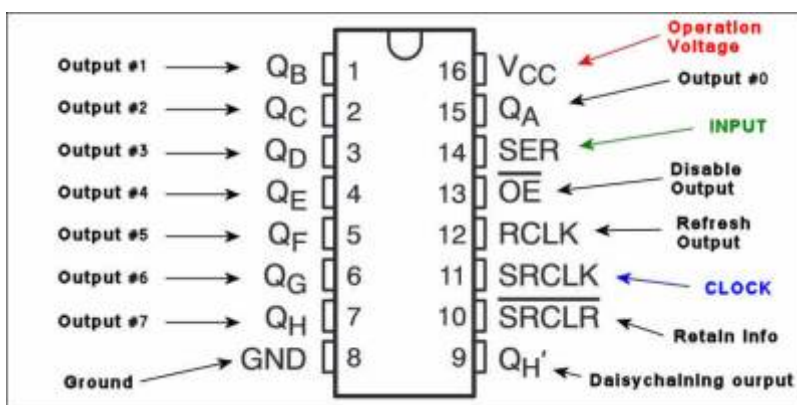 Output #1 QB 1 16 VCC Operation Voltage
Output #2 QC 2 15 QA Output #0
Output #3 QD 3 14 SER INPUT
Output #4 QE 4 13 OE Disable Output
Output #5 QF 5 12 RCLK Refresh Output
Output #6 QG 6 11 SRCLK CLOCK
Output #7 QH 7 10 SRCLR Retain Info
Ground GND 8 9 QH' Daisychaining ourput